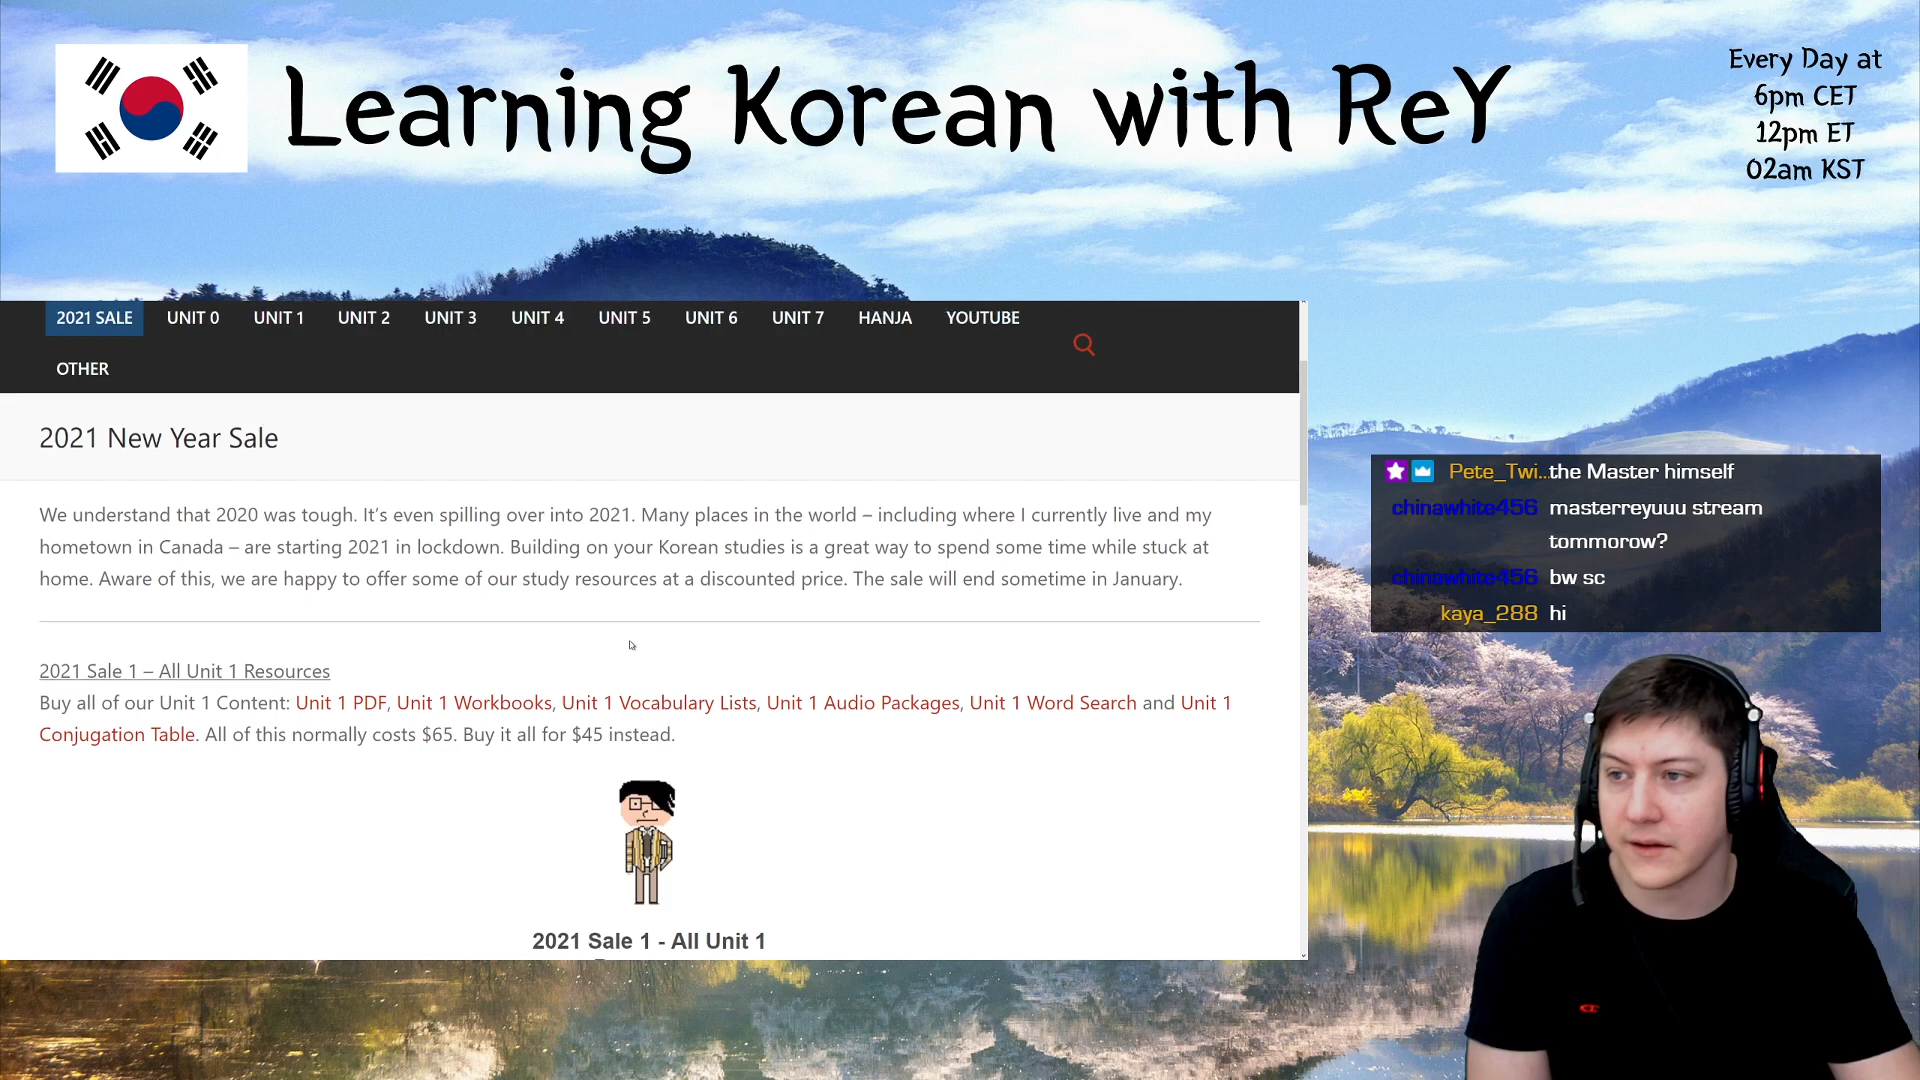 Learning Korean with ReY
Every Day at
6pm CET
12pm ET
02am KST
2021 SALE UNIT 0 UNIT 1 UNIT 2 UNIT 3 UNIT 4 UNIT 5 UNIT 6 UNIT 7 HANJA YOUTUBE
OTHER
2021 New Year Sale
We understand that 2020 was tough. It’s even spilling over into 2021. Many places in the world – including where I currently live and my
hometown in Canada – are starting 2021 in lockdown. Building on your Korean studies is a great way to spend some time while stuck at
home. Aware of this, we are happy to offer some of our study resources at a discounted price. The sale will end sometime in January.
2021 Sale 1 – All Unit 1 Resources
Buy all of our Unit 1 Content: Unit 1 PDF, Unit 1 Workbooks, Unit 1 Vocabulary Lists, Unit 1 Audio Packages, Unit 1 Word Search and Unit 1
Conjugation Table. All of this normally costs $65. Buy it all for $45 instead.
2021 Sale 1 - All Unit 1
Pete_Twi... the Master himself
chinawhite456 masterreyuuu stream
tommorow?
chinawhite456 bw sc
kaya_288 hi